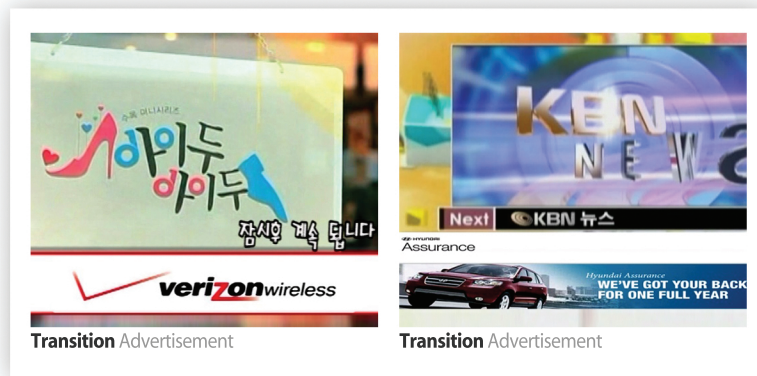 수목 미니시리즈
아이두
아이두
잠시후 계속 됩니다
verizonwireless
Transition Advertisement
KBN
NEW
a
Next KBN 뉴스
HYUNDAI
Assurance
Hyundai Assurance
WE'VE GOT YOUR BACK
FOR ONE FULL YEAR
Transition Advertisement